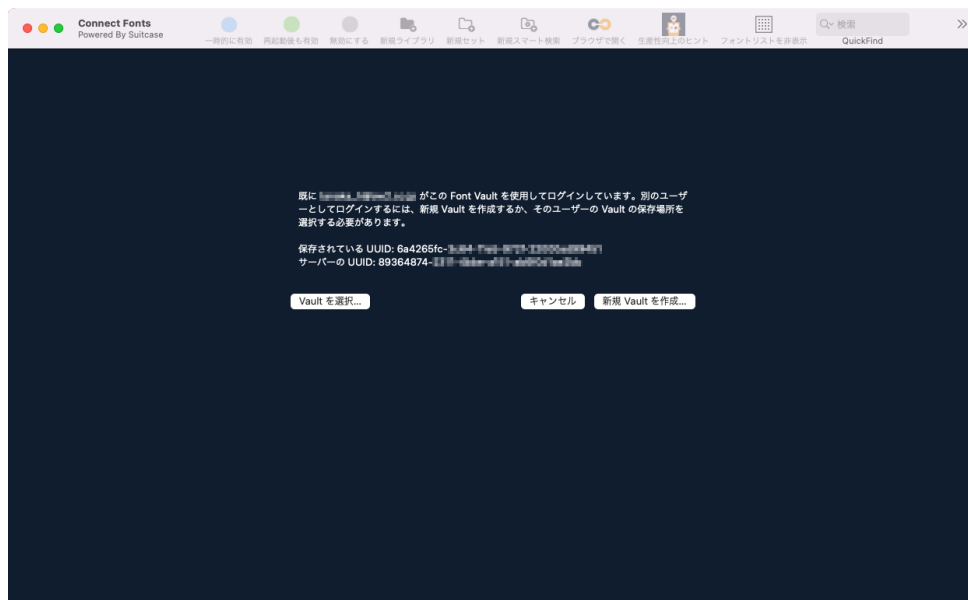 Connect Fonts
Powered By Suitcase
一時的に有効 再起動後も有効 無効にする 新規ライブラリ 新規セット 新規スマート検索 ブラウザで開く 生産性向上のヒント フォントリストを非表示
検索
QuickFind
既に がこの Font Vault を使用してログインしています。別のユーザ
ーとしてログインするには、新規 Vault を作成するか、そのユーザーの Vault の保存場所を
選択する必要があります。
保存されている UUID: 6a4265fc-
サーバーの UUID: 89364874-
Vault を選択... キャンセル 新規 Vault を作成...